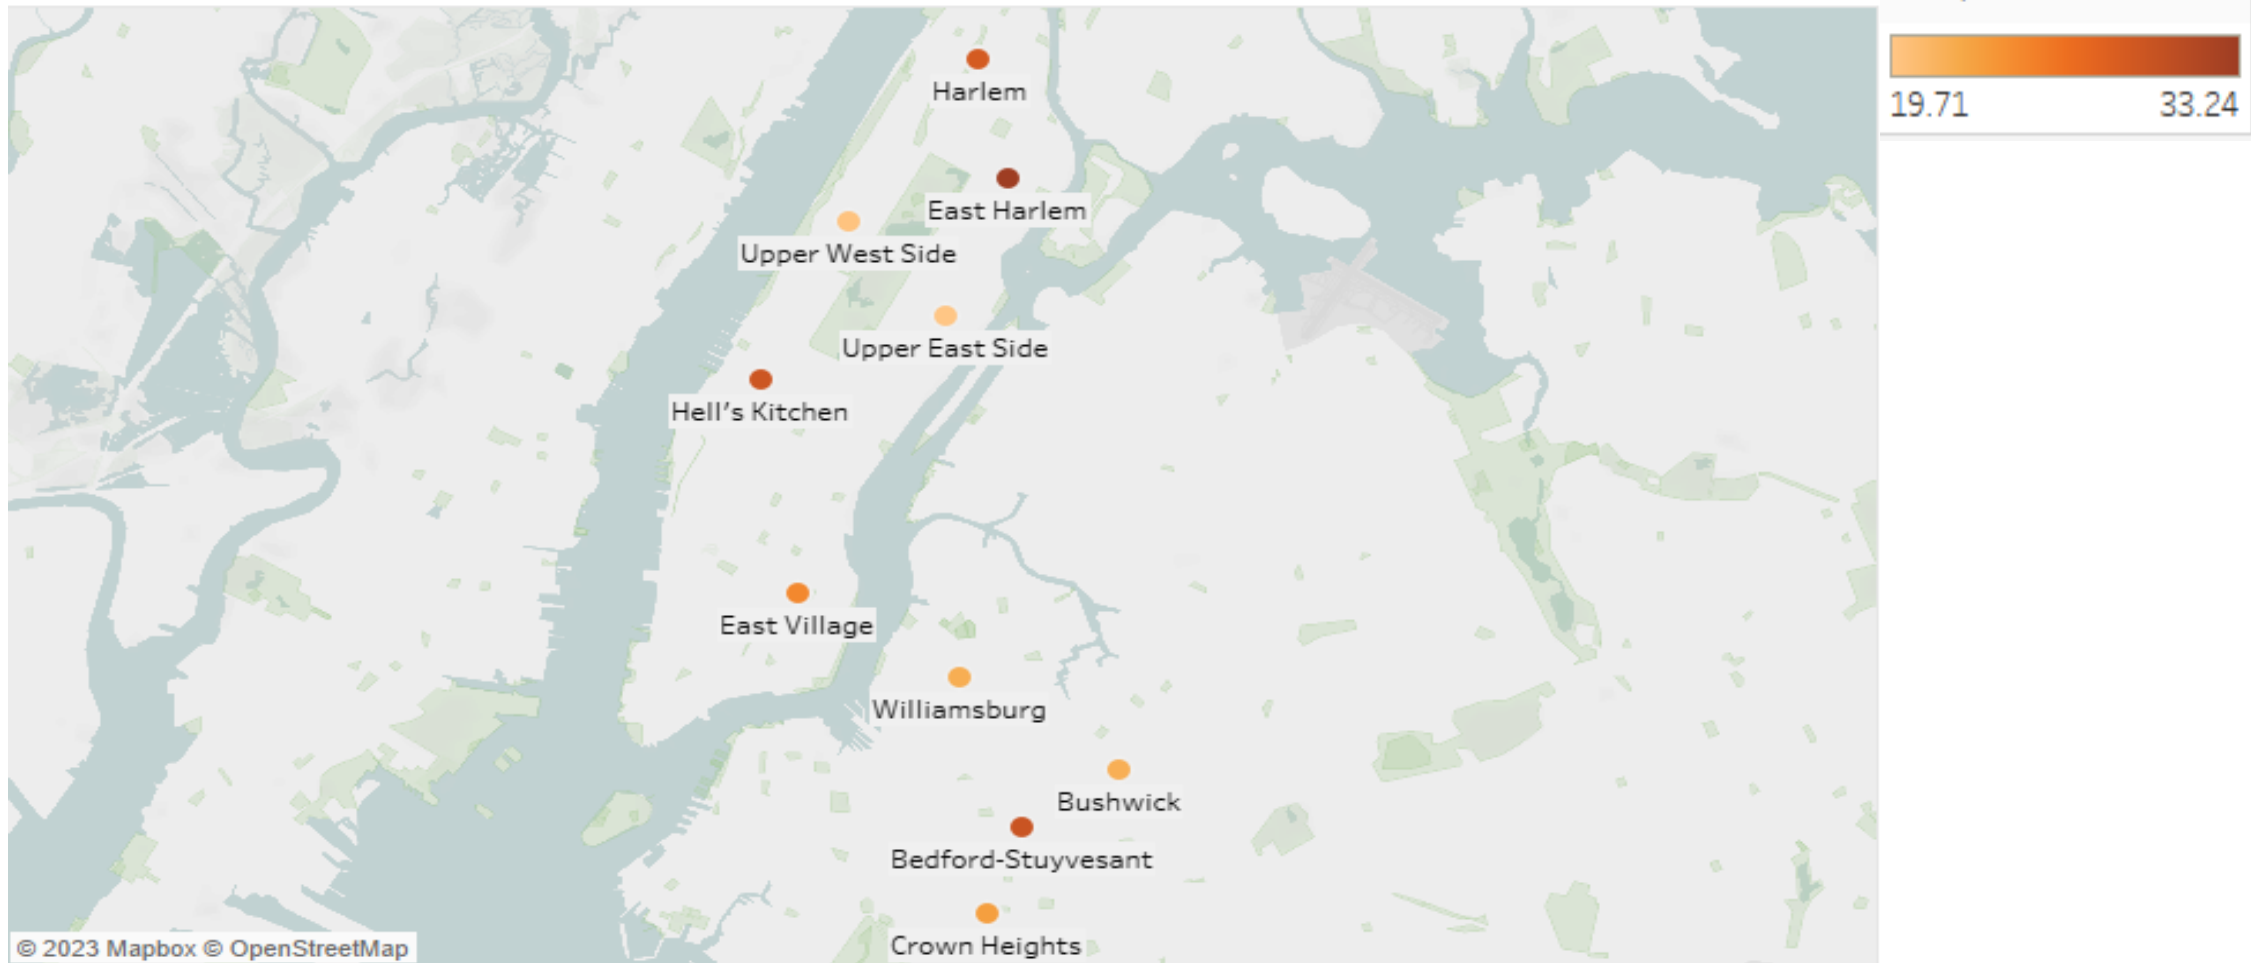 Harlem
19.71 33.24
East Harlem
Upper West Side
Upper East Side
Hell's Kitchen
East Village
Williamsburg
Bushwick
Bedford-Stuyvesant
Crown Heights
© 2023 Mapbox © OpenStreetMap